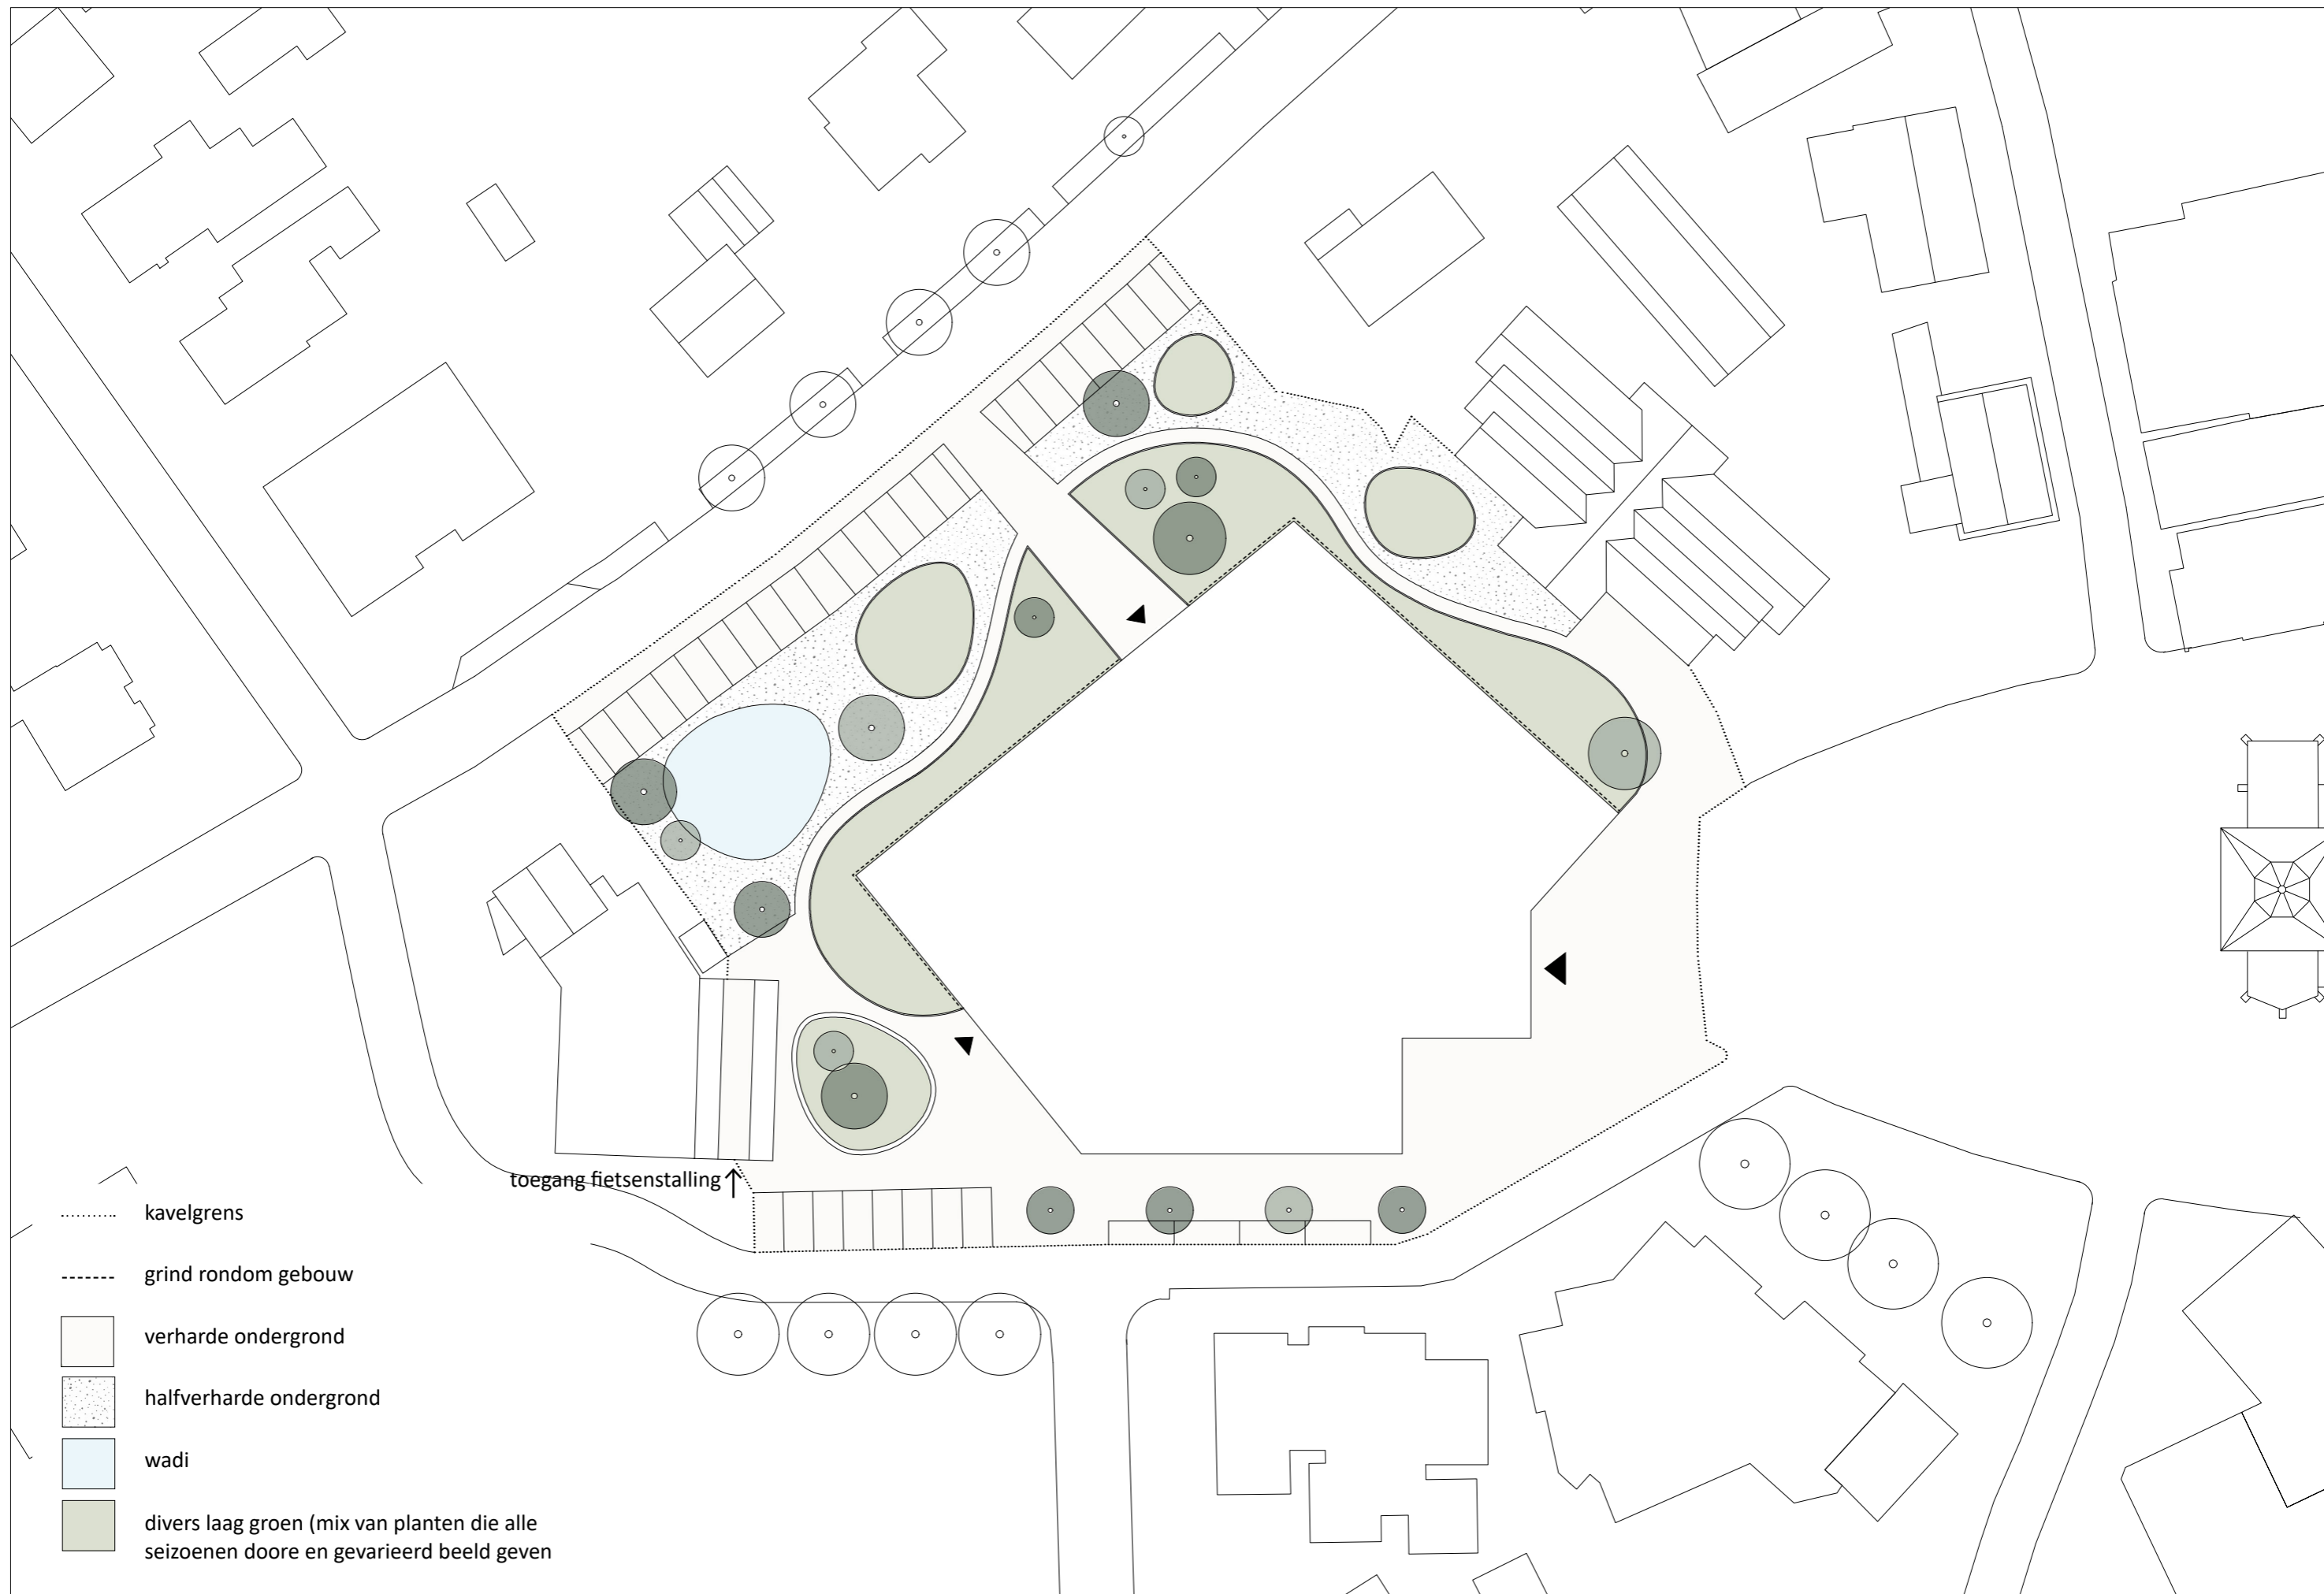 toegang fietsenstalling
kavelgrens
grind rondom gebouw
verharde ondergrond
halfverharde ondergrond
wadi
divers laag groen (mix van planten die alle
seizoenen doore en gevarieerd beeld geven